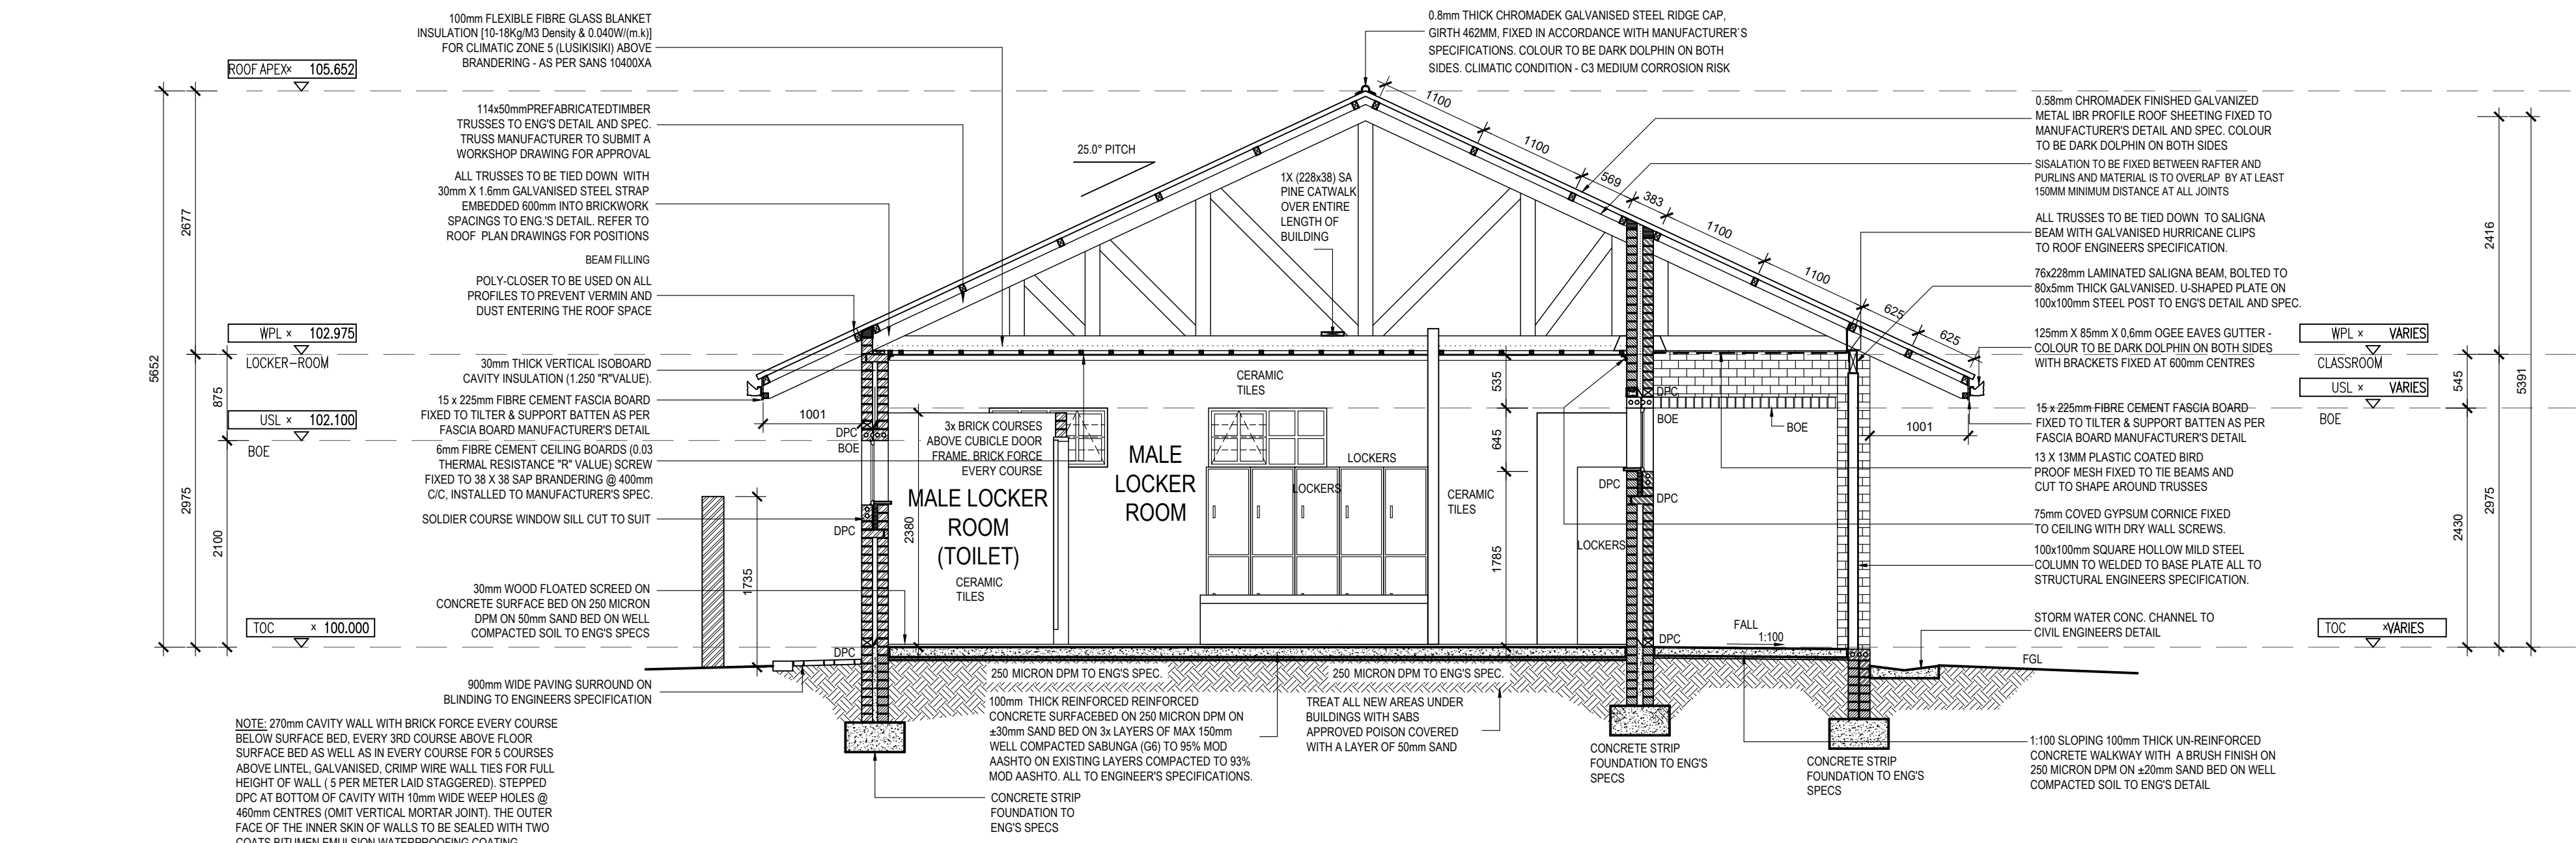 100mm FLEXIBLE FIBRE GLASS BLANKET
INSULATION [10-18Kg/M3 Density & 0.040W/(m.k)]
FOR CLIMATIC ZONE 5 (LUSIKISIKI) ABOVE
BRANDERING - AS PER SANS 10400XA
ROOF APEX× 105.652
114x50mmPREFABRICATEDTIMBER
TRUSSES TO ENG'S DETAIL AND SPEC.
TRUSS MANUFACTURER TO SUBMIT A
WORKSHOP DRAWING FOR APPROVAL
ALL TRUSSES TO BE TIED DOWN WITH
30mm X 1.6mm GALVANISED STEEL STRAP
EMBEDDED 600mm INTO BRICKWORK
SPACINGS TO ENG.'S DETAIL. REFER TO
ROOF PLAN DRAWINGS FOR POSITIONS
BEAM FILLING
POLY-CLOSER TO BE USED ON ALL
PROFILES TO PREVENT VERMIN AND
DUST ENTERING THE ROOF SPACE
WPL × 102.975
LOCKER-ROOM
30mm THICK VERTICAL ISOBOARD
CAVITY INSULATION (1.250 "R"VALUE).
15 x 225mm FIBRE CEMENT FASCIA BOARD
FIXED TO TILTER & SUPPORT BATTEN AS PER
FASCIA BOARD MANUFACTURER'S DETAIL
USL × 102.100
BOE
6mm FIBRE CEMENT CEILING BOARDS (0.03
THERMAL RESISTANCE "R" VALUE) SCREW
FIXED TO 38 X 38 SAP BRANDERING @ 400mm
C/C, INSTALLED TO MANUFACTURER'S SPEC.
SOLDIER COURSE WINDOW SILL CUT TO SUIT
30mm WOOD FLOATED SCREED ON
CONCRETE SURFACE BED ON 250 MICRON
DPM ON 50mm SAND BED ON WELL
COMPACTED SOIL TO ENG'S SPECS
TOC × 100.000
900mm WIDE PAVING SURROUND ON
BLINDING TO ENGINEERS SPECIFICATION
NOTE: 270mm CAVITY WALL WITH BRICK FORCE EVERY COURSE
BELOW SURFACE BED, EVERY 3RD COURSE ABOVE FLOOR
SURFACE BED AS WELL AS IN EVERY COURSE FOR 5 COURSES
ABOVE LINTEL, GALVANISED, CRIMP WIRE WALL TIES FOR FULL
HEIGHT OF WALL ( 5 PER METER LAID STAGGERED). STEPPED
DPC AT BOTTOM OF CAVITY WITH 10mm WIDE WEEP HOLES @
460mm CENTRES (OMIT VERTICAL MORTAR JOINT). THE OUTER
FACE OF THE INNER SKIN OF WALLS TO BE SEALED WITH TWO
COATS BITUMEN EMULSION WATERPROOFING COATING
5652
2677
2975
875
2100
1735
1001
2380
DPC
BOE
DPC
DPC
25.0° PITCH
1X (228x38) SA
PINE CATWALK
OVER ENTIRE
LENGTH OF
BUILDING
CERAMIC
TILES
3x BRICK COURSES
ABOVE CUBICLE DOOR
FRAME. BRICK FORCE
EVERY COURSE
MALE LOCKER
ROOM
(TOILET)
CERAMIC
TILES
MALE
LOCKER
ROOM
LOCKERS
LOCKERS
CERAMIC
TILES
LOCKERS
535
645
1785
DPC
BOE
DPC
DPC
DPC
BOE
FALL
1:100
250 MICRON DPM TO ENG'S SPEC.
250 MICRON DPM TO ENG'S SPEC.
100mm THICK REINFORCED REINFORCED
CONCRETE SURFACEBED ON 250 MICRON DPM ON
±30mm SAND BED ON 3x LAYERS OF MAX 150mm
WELL COMPACTED SABUNGA (G6) TO 95% MOD
AASHTO ON EXISTING LAYERS COMPACTED TO 93%
MOD AASHTO. ALL TO ENGINEER'S SPECIFICATIONS.
CONCRETE STRIP
FOUNDATION TO
ENG'S SPECS
TREAT ALL NEW AREAS UNDER
BUILDINGS WITH SABS
APPROVED POISON COVERED
WITH A LAYER OF 50mm SAND
CONCRETE STRIP
FOUNDATION TO ENG'S
SPECS
CONCRETE STRIP
FOUNDATION TO ENG'S
SPECS
0.8mm THICK CHROMADEK GALVANISED STEEL RIDGE CAP,
GIRTH 462MM, FIXED IN ACCORDANCE WITH MANUFACTURER`S
SPECIFICATIONS. COLOUR TO BE DARK DOLPHIN ON BOTH
SIDES. CLIMATIC CONDITION - C3 MEDIUM CORROSION RISK
1100
1100
569
383
1100
1100
625
625
1001
0.58mm CHROMADEK FINISHED GALVANIZED
METAL IBR PROFILE ROOF SHEETING FIXED TO
MANUFACTURER'S DETAIL AND SPEC. COLOUR
TO BE DARK DOLPHIN ON BOTH SIDES
SISALATION TO BE FIXED BETWEEN RAFTER AND
PURLINS AND MATERIAL IS TO OVERLAP BY AT LEAST
150MM MINIMUM DISTANCE AT ALL JOINTS
ALL TRUSSES TO BE TIED DOWN TO SALIGNA
BEAM WITH GALVANISED HURRICANE CLIPS
TO ROOF ENGINEERS SPECIFICATION.
76x228mm LAMINATED SALIGNA BEAM, BOLTED TO
80x5mm THICK GALVANISED. U-SHAPED PLATE ON
100x100mm STEEL POST TO ENG'S DETAIL AND SPEC.
125mm X 85mm X 0,6mm OGEE EAVES GUTTER -
COLOUR TO BE DARK DOLPHIN ON BOTH SIDES
WITH BRACKETS FIXED AT 600mm CENTRES
15 x 225mm FIBRE CEMENT FASCIA BOARD
FIXED TO TILTER & SUPPORT BATTEN AS PER
FASCIA BOARD MANUFACTURER'S DETAIL
13 X 13MM PLASTIC COATED BIRD
PROOF MESH FIXED TO TIE BEAMS AND
CUT TO SHAPE AROUND TRUSSES
75mm COVED GYPSUM CORNICE FIXED
TO CEILING WITH DRY WALL SCREWS.
100x100mm SQUARE HOLLOW MILD STEEL
COLUMN TO WELDED TO BASE PLATE ALL TO
STRUCTURAL ENGINEERS SPECIFICATION.
STORM WATER CONC. CHANNEL TO
CIVIL ENGINEERS DETAIL
FGL
1:100 SLOPING 100mm THICK UN-REINFORCED
CONCRETE WALKWAY WITH A BRUSH FINISH ON
250 MICRON DPM ON ±20mm SAND BED ON WELL
COMPACTED SOIL TO ENG'S DETAIL
WPL × VARIES
CLASSROOM
USL × VARIES
BOE
TOC ×VARIES
2416
545
2430
2975
5391